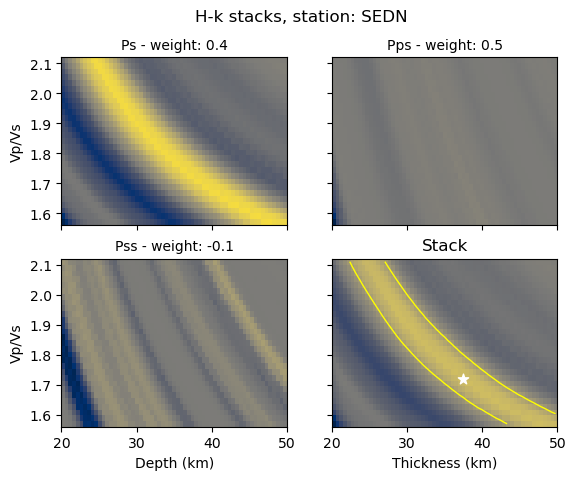 H-k stacks, station: SEDN
Ps - weight: 0.4
Pps - weight: 0.5
Vp/Vs
2.1
2.0
1.9
1.8
1.7
1.6
Pss - weight: -0.1
Stack
Vp/Vs
2.1
2.0
1.9
1.8
1.7
1.6
20 30 40 50
20 30 40 50
Depth (km)
Thickness (km)